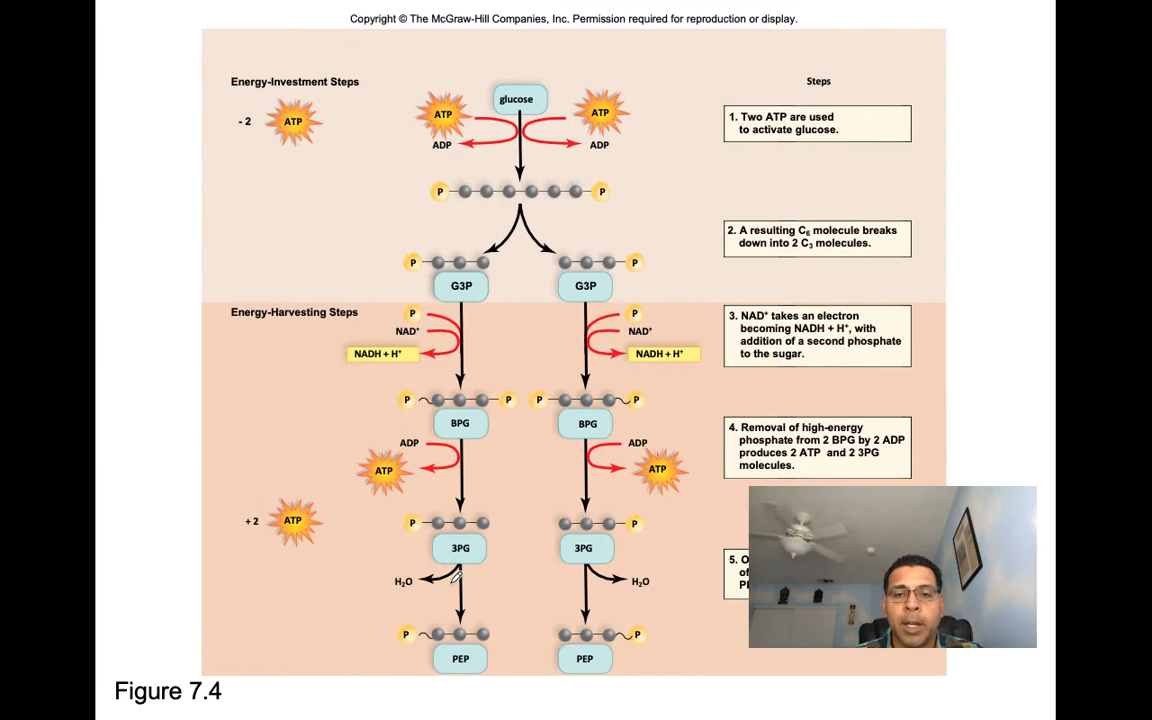 Copyright © The McGraw-Hill Companies, Inc. Permission required for reproduction or display.
Energy-Investment Steps
Steps
glucose
- 2
ATP
ATP
ATP
ADP
ADP
1. Two ATP are used
to activate glucose.
P
P
2. A resulting C₆ molecule breaks
down into 2 C₃ molecules.
P
P
G3P
G3P
Energy-Harvesting Steps
P
P
NAD⁺
NAD⁺
NADH + H⁺
NADH + H⁺
3. NAD⁺ takes an electron
becoming NADH + H⁺, with
addition of a second phosphate
to the sugar.
P
P
P
P
BPG
BPG
ADP
ADP
ATP
ATP
4. Removal of high-energy
phosphate from 2 BPG by 2 ADP
produces 2 ATP and 2 3PG
molecules.
+ 2
ATP
P
P
3PG
3PG
H₂O
H₂O
5.
P
P
PEP
PEP
Figure 7.4